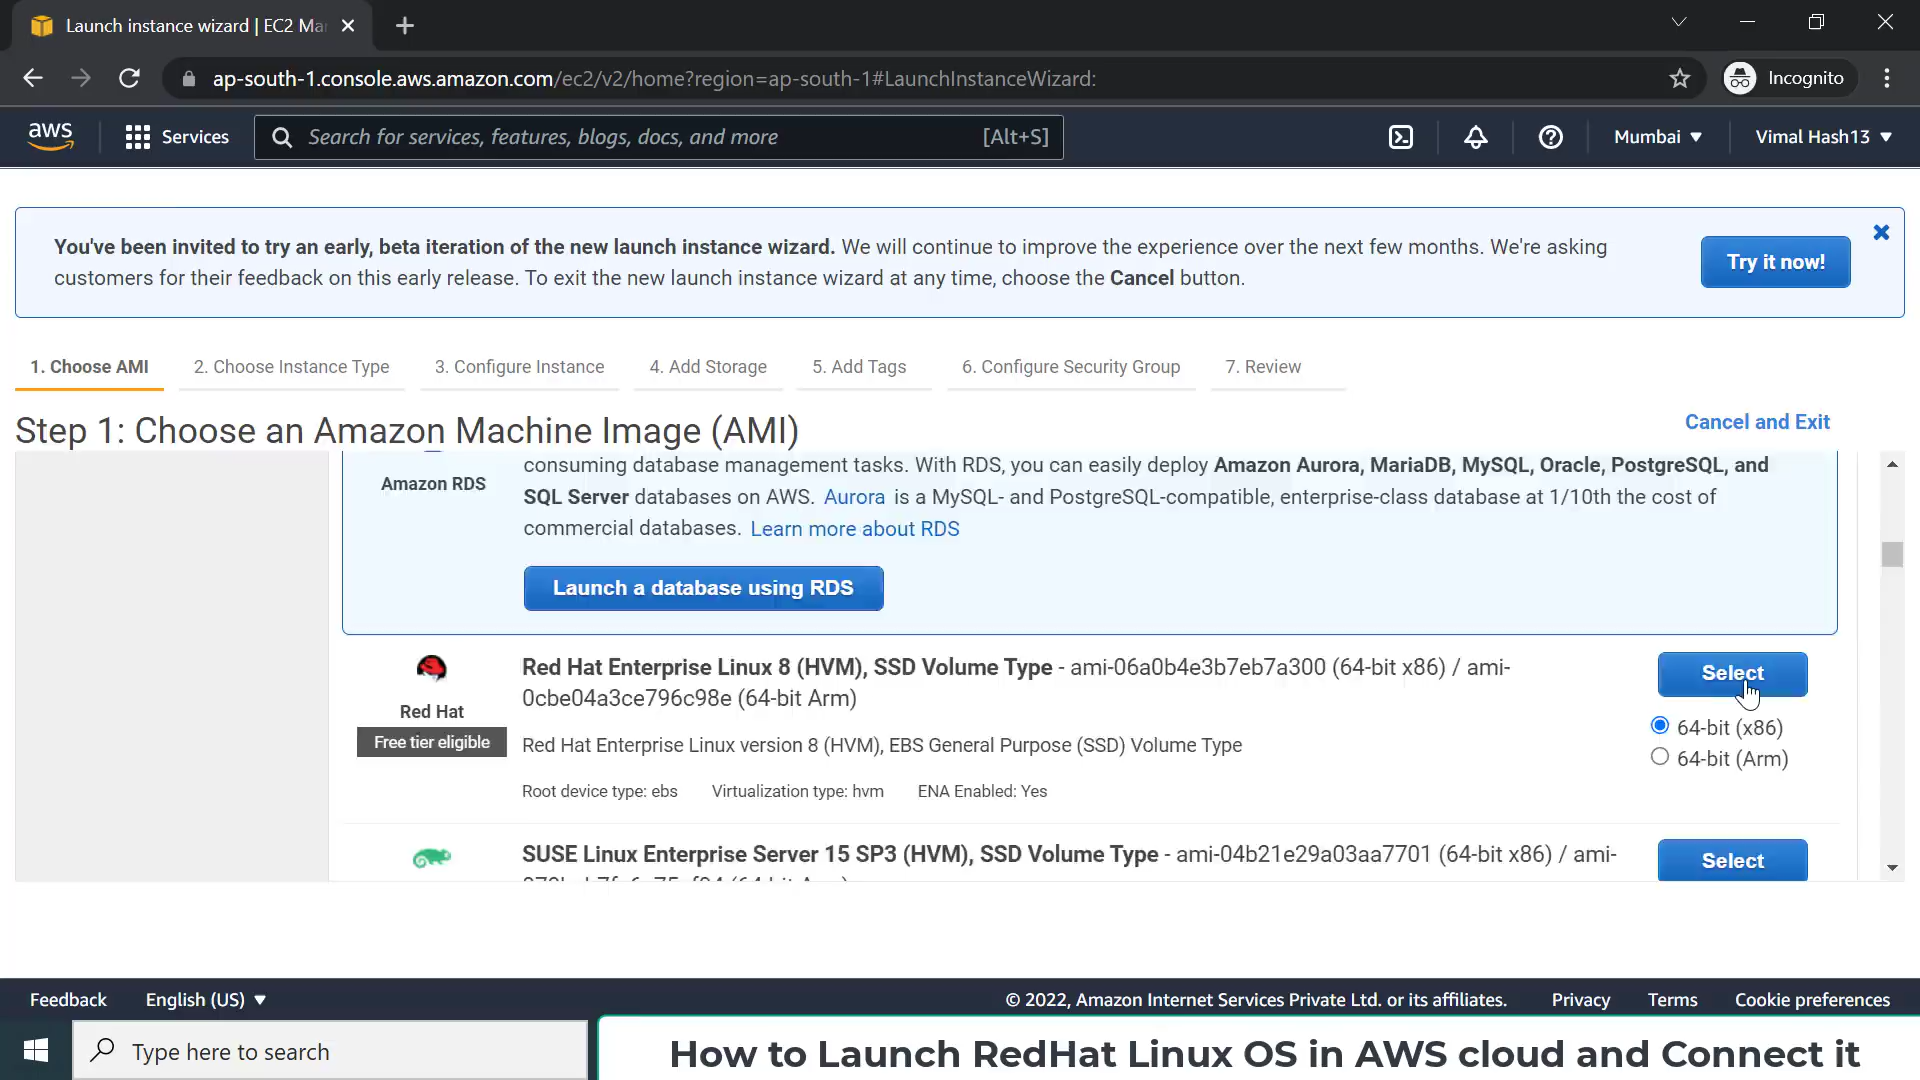 Launch instance wizard | EC2 Ma
ap-south-1.console.aws.amazon.com/ec2/v2/home?region=ap-south-1#LaunchInstanceWizard:
Incognito
aws
Services
Search for services, features, blogs, docs, and more
[Alt+S]
Mumbai
Vimal Hash13
You've been invited to try an early, beta iteration of the new launch instance wizard. We will continue to improve the experience over the next few months. We're asking
customers for their feedback on this early release. To exit the new launch instance wizard at any time, choose the Cancel button.
Try it now!
1. Choose AMI
2. Choose Instance Type
3. Configure Instance
4. Add Storage
5. Add Tags
6. Configure Security Group
7. Review
Step 1: Choose an Amazon Machine Image (AMI)
Cancel and Exit
Amazon RDS
consuming database management tasks. With RDS, you can easily deploy Amazon Aurora, MariaDB, MySQL, Oracle, PostgreSQL, and
SQL Server databases on AWS. Aurora is a MySQL- and PostgreSQL-compatible, enterprise-class database at 1/10th the cost of
commercial databases. Learn more about RDS
Launch a database using RDS
Red Hat
Free tier eligible
Red Hat Enterprise Linux 8 (HVM), SSD Volume Type - ami-06a0b4e3b7eb7a300 (64-bit x86) / ami-
0cbe04a3ce796c98e (64-bit Arm)
Red Hat Enterprise Linux version 8 (HVM), EBS General Purpose (SSD) Volume Type
Root device type: ebs
Virtualization type: hvm
ENA Enabled: Yes
Select
64-bit (x86)
64-bit (Arm)
SUSE Linux Enterprise Server 15 SP3 (HVM), SSD Volume Type - ami-04b21e29a03aa7701 (64-bit x86) / ami-
Select
Feedback
English (US)
© 2022, Amazon Internet Services Private Ltd. or its affiliates.
Privacy
Terms
Cookie preferences
Type here to search
How to Launch RedHat Linux OS in AWS cloud and Connect it